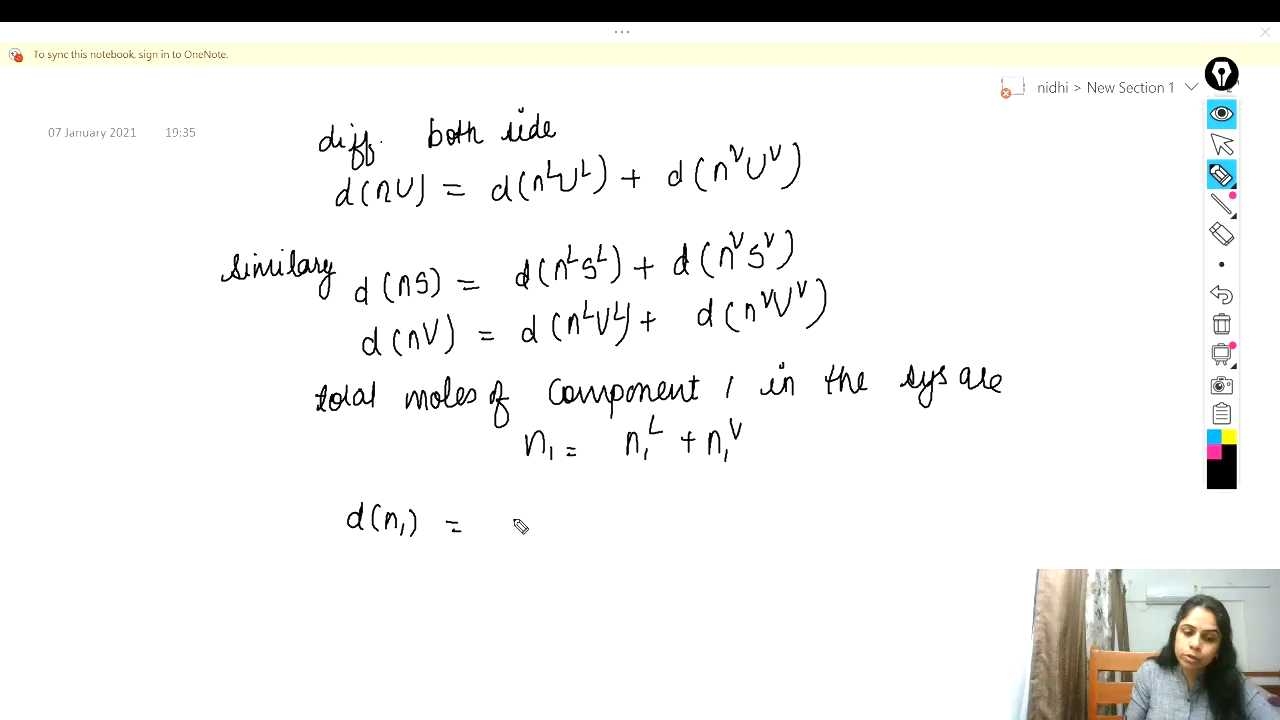 To sync this notebook, sign in to OneNote.
nidhi > New Section 1
07 January 2021 19:35
diff. both side
d(nU) = d(n^L U^L) + d(n^V U^V)
Similary d(nS) = d(n^L S^L) + d(n^V S^V)
d(nV) = d(n^L V^L) + d(n^V V^V)
total moles of Component 1 in the sys are
n₁ = n₁^L + n₁^V
d(n₁) =